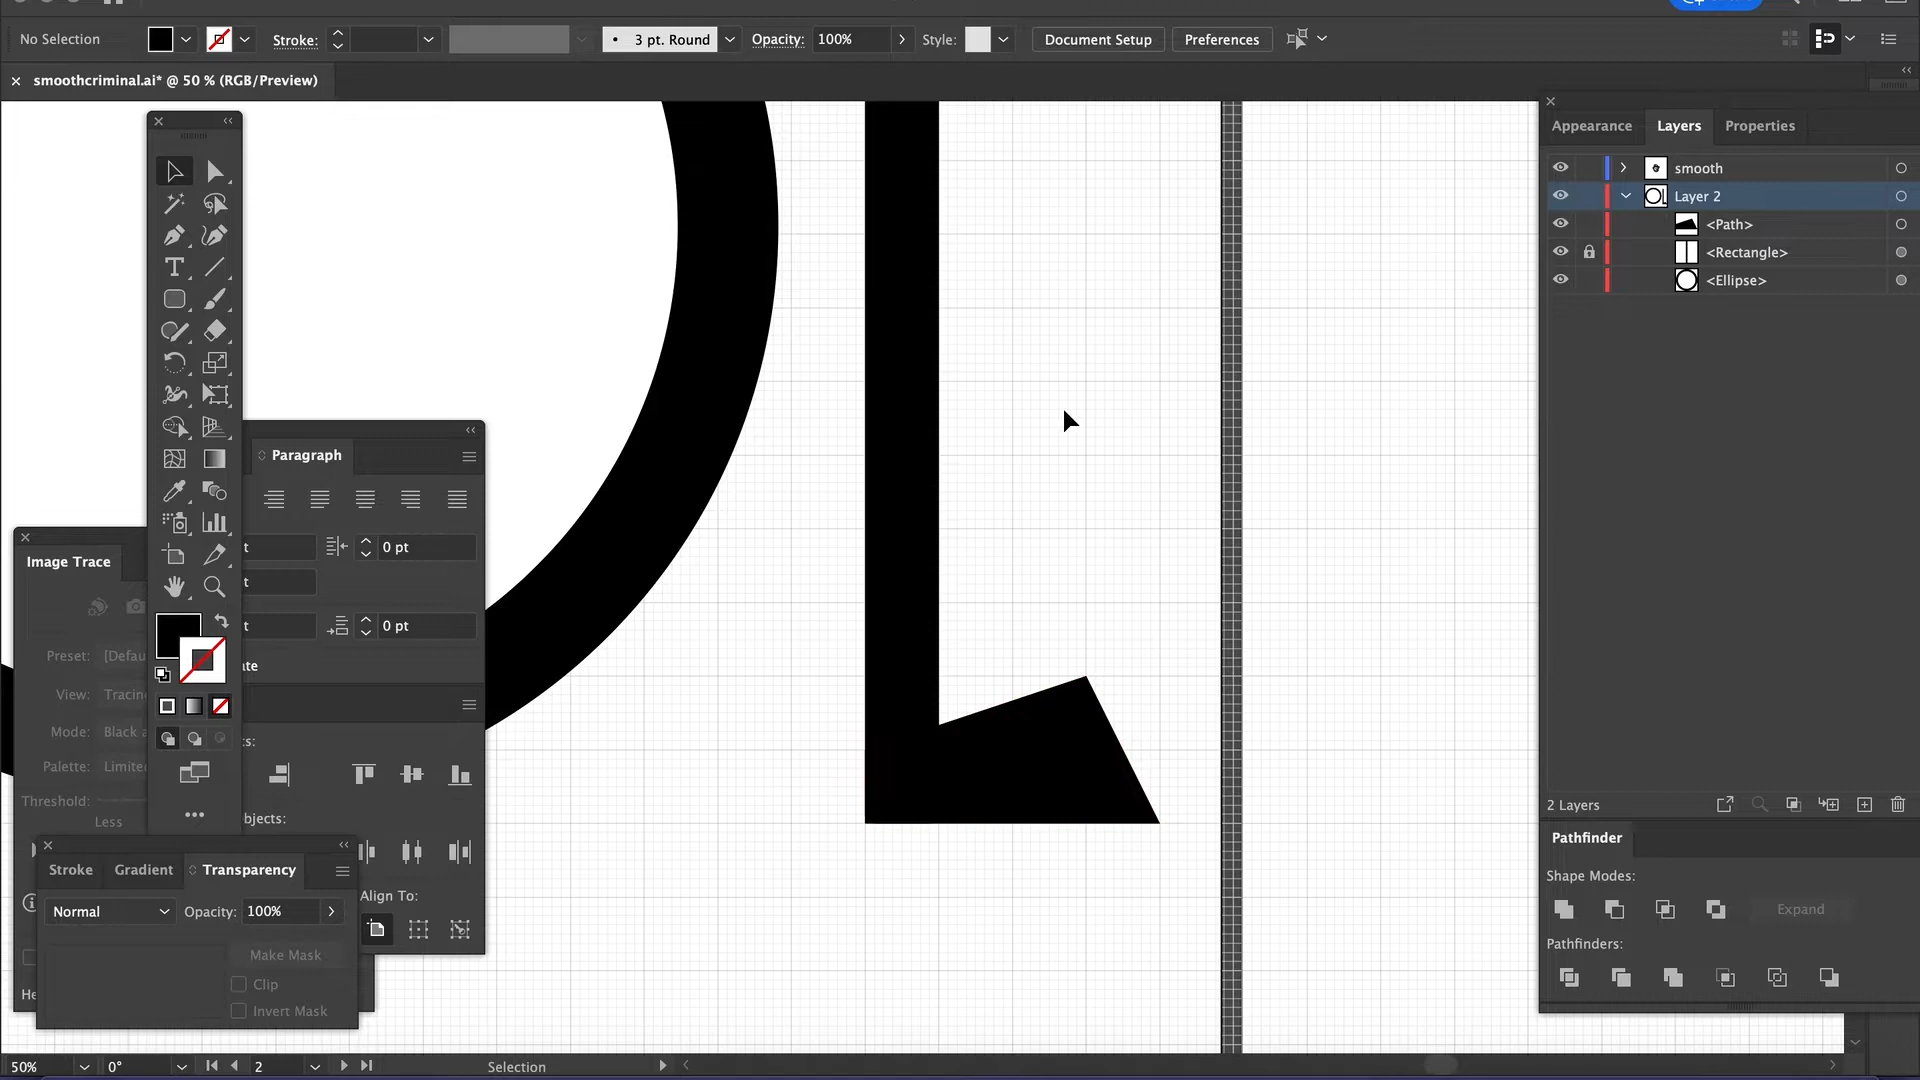 No Selection
Stroke:
3 pt. Round
Opacity: 100%
Style:
Document Setup
Preferences
smoothcriminal.ai* @ 50 % (RGB/Preview)
Appearance
Layers
Properties
smooth
Layer 2
<Path>
<Rectangle>
<Ellipse>
Paragraph
0 pt
0 pt
Image Trace
Preset:
View:
Mode:
Palette:
Threshold:
Less
Align To:
Stroke
Gradient
Transparency
Normal
Opacity: 100%
Make Mask
Clip
Invert Mask
2 Layers
Pathfinder
Shape Modes:
Expand
Pathfinders:
50%
0°
2
Selection